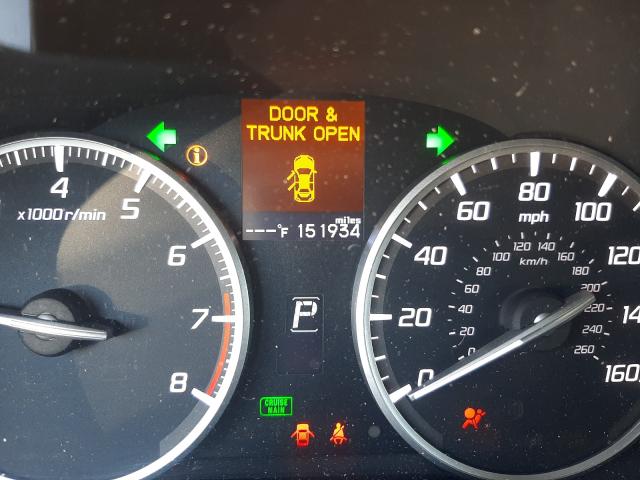 DOOR &
TRUNK OPEN
miles
---°F 151934
4
5
6
7
8
x1000r/min
P
CRUISE
MAIN
0
20
40
60
80
100
120
14
160
mph
0
20
40
60
80
100
120
140
160
180
200
220
240
260
km/h
i